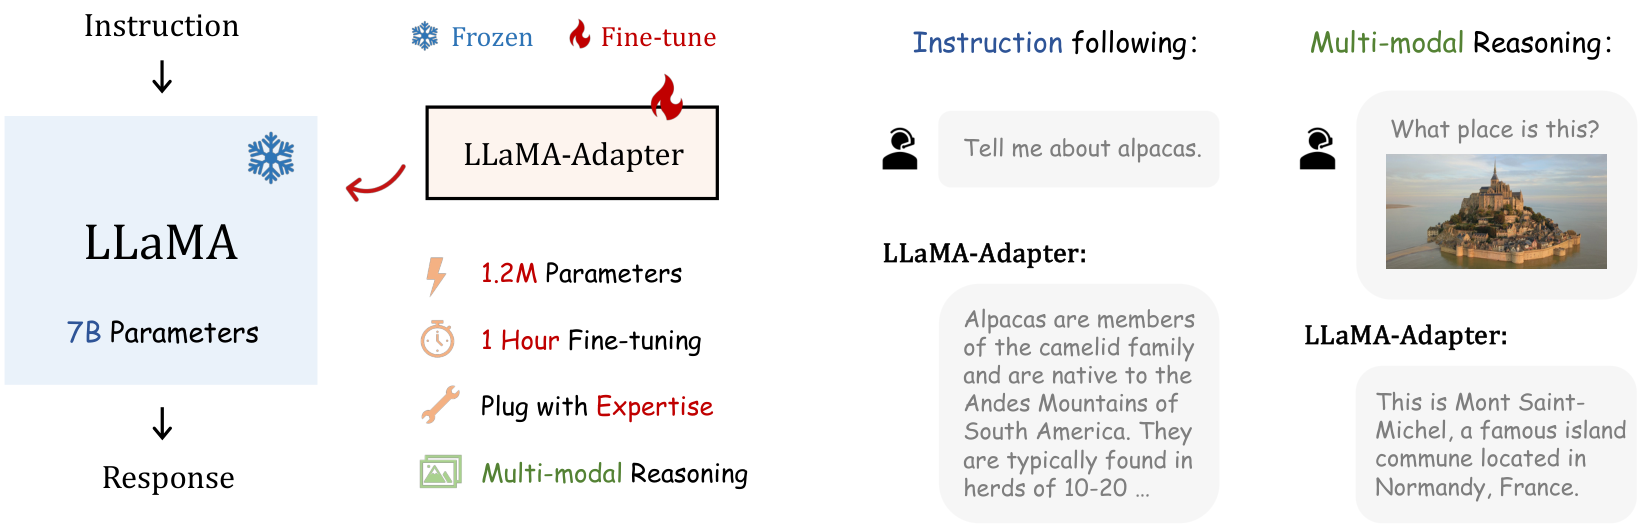 Instruction
LLaMA
7B Parameters
Response
Frozen
Fine-tune
LLaMA-Adapter
1.2M Parameters
1 Hour Fine-tuning
Plug with Expertise
Multi-modal Reasoning
Instruction following:
Tell me about alpacas.
LLaMA-Adapter:
Alpacas are members
of the camelid family
and are native to the
Andes Mountains of
South America. They
are typically found in
herds of 10-20 ...
Multi-modal Reasoning:
What place is this?
LLaMA-Adapter:
This is Mont Saint-
Michel, a famous island
commune located in
Normandy, France.